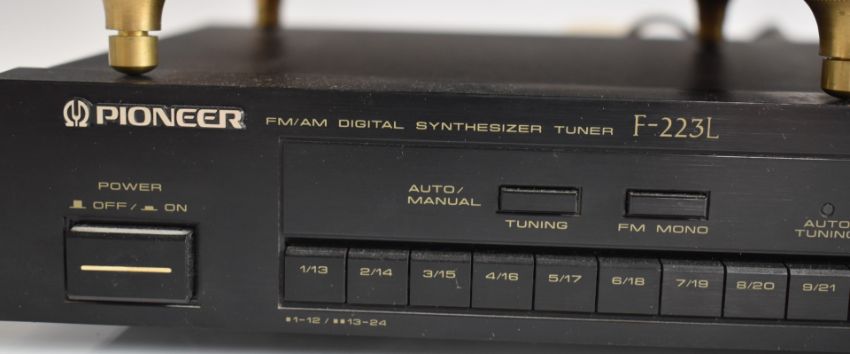 PIONEER FM/AM DIGITAL SYNTHESIZER TUNER F-223L
POWER
OFF / ON
AUTO/
MANUAL
TUNING
FM MONO
AUTO
TUNING
1/13 2/14 3/15 4/16 5/17 6/18 7/19 8/20 9/21
1-12 / 13-24